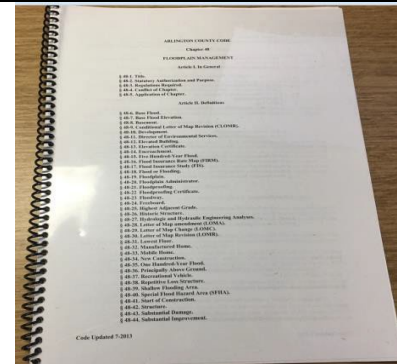 ARLINGTON COUNTY CODE
Chapter 48
FLOODPLAIN MANAGEMENT
Article I. In General
§ 48-1. Title.
§ 48-2. Statutory Authorization and Purpose.
§ 48-3. Regulations Required.
§ 48-4. Conflict of Chapter.
§ 48-5. Application of Chapter.
Article II. Definitions
§ 48-6. Base Flood.
§ 48-7. Base Flood Elevation.
§ 48-8. Basement.
§ 48-9. Conditional Letter of Map Revision (CLOMR).
§ 48-10. Development.
§ 48-11. Director of Environmental Services.
§ 48-12. Elevated Building.
§ 48-13. Elevation Certificate.
§ 48-14. Encroachment.
§ 48-15. Five Hundred-Year Flood.
§ 48-16. Flood Insurance Rate Map (FIRM).
§ 48-17. Flood Insurance Study (FIS).
§ 48-18. Flood or Flooding.
§ 48-19. Floodplain.
§ 48-20. Floodplain Administrator.
§ 48-21. Floodproofing.
§ 48-22. Floodproofing Certificate.
§ 48-23. Floodway.
§ 48-24. Freeboard.
§ 48-25. Highest Adjacent Grade.
§ 48-26. Historic Structure.
§ 48-27. Hydrologic and Hydraulic Engineering Analyses.
§ 48-28. Letter of Map amendment (LOMA).
§ 48-29. Letter of Map Change (LOMC).
§ 48-30. Letter of Map Revision (LOMR).
§ 48-31. Lowest Floor.
§ 48-32. Manufactured Home.
§ 48-33. Mobile Home.
§ 48-34. New Construction.
§ 48-35. One Hundred-Year Flood.
§ 48-36. Principally Above Ground.
§ 48-37. Recreational Vehicle.
§ 48-38. Repetitive Loss Structure.
§ 48-39. Shallow Flooding Area.
§ 48-40. Special Flood Hazard Area (SFHA).
§ 48-41. Start of Construction.
§ 48-42. Structure.
§ 48-43. Substantial Damage.
§ 48-44. Substantial Improvement.
Code Updated 7-2013